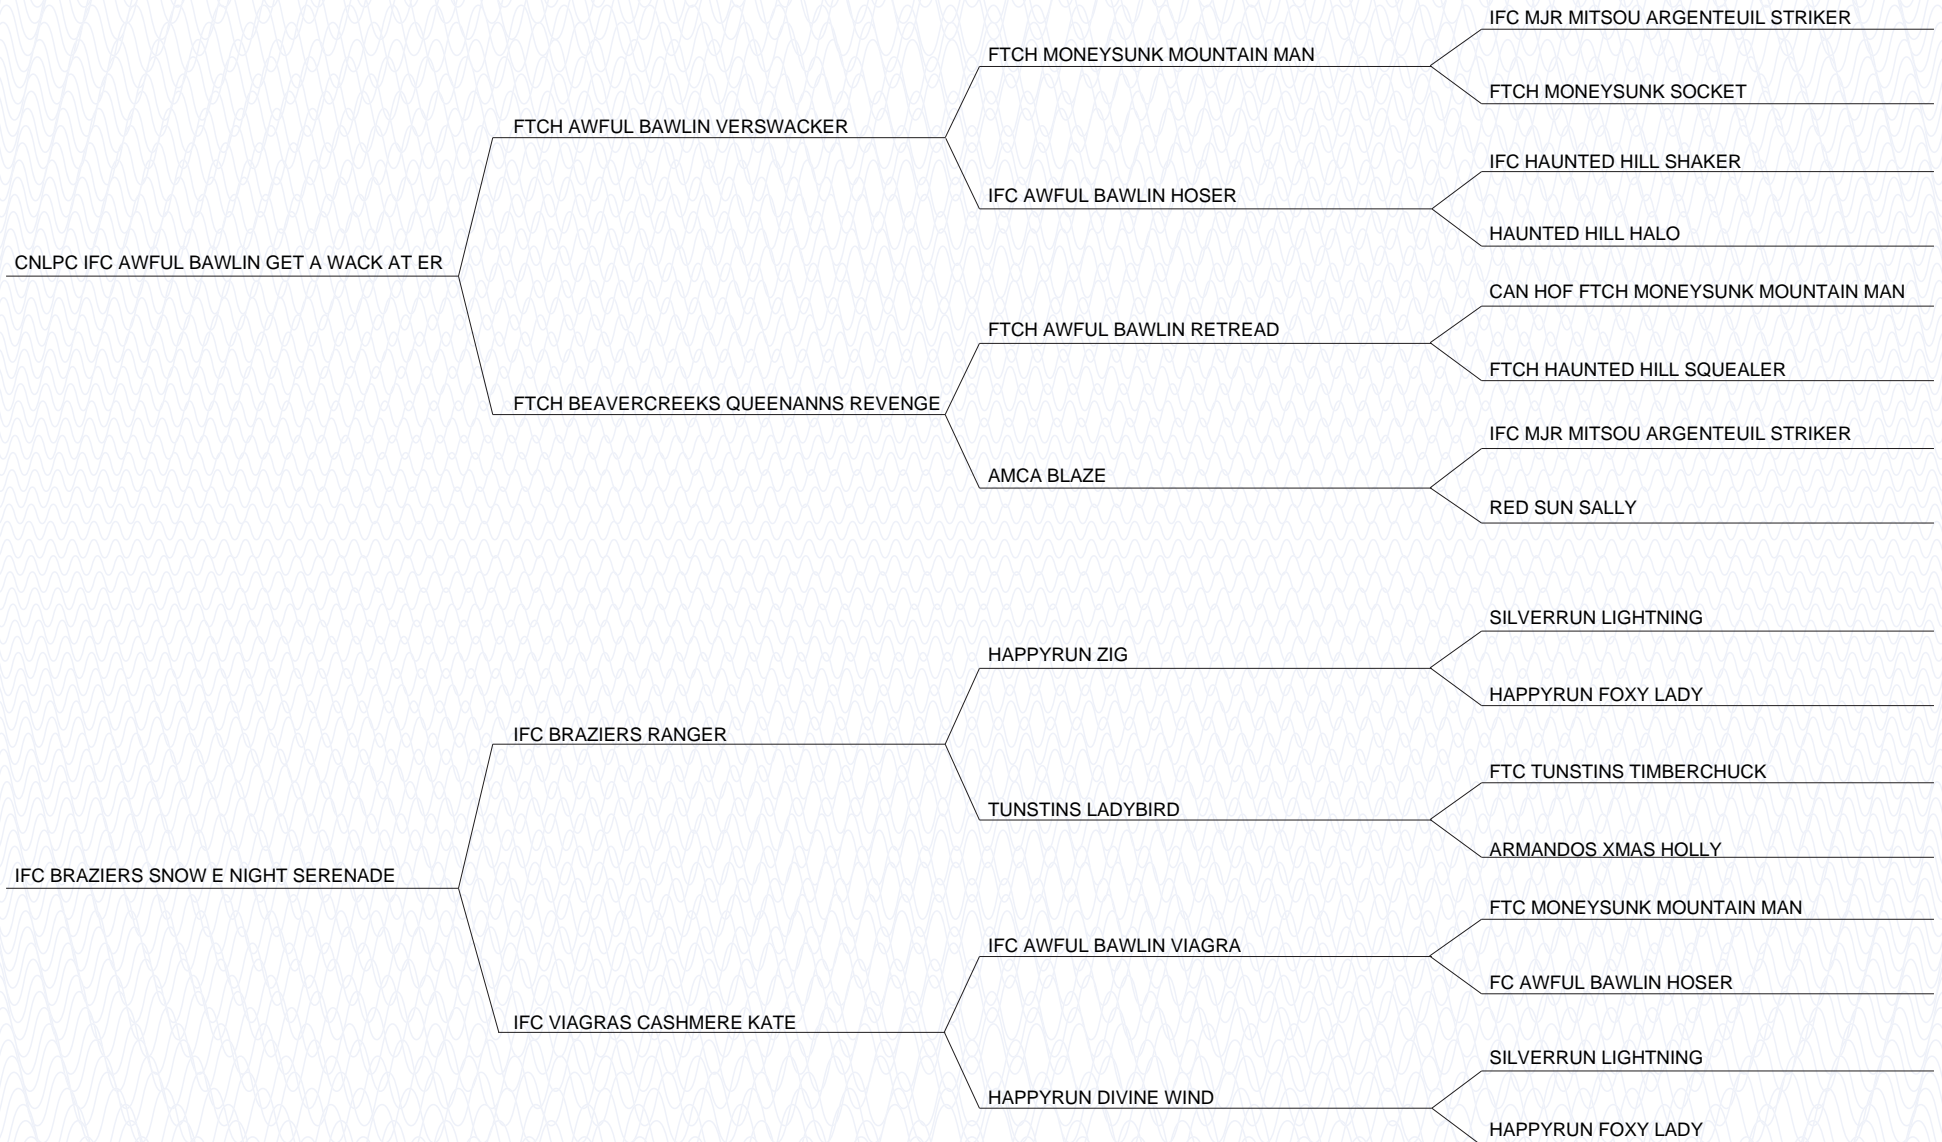 IFC MJR MITSOU ARGENTEUIL STRIKER
FTCH MONEYSUNK MOUNTAIN MAN
FTCH MONEYSUNK SOCKET
FTCH AWFUL BAWLIN VERSWACKER
IFC HAUNTED HILL SHAKER
IFC AWFUL BAWLIN HOSER
HAUNTED HILL HALO
CNLPC IFC AWFUL BAWLIN GET A WACK AT ER
CAN HOF FTCH MONEYSUNK MOUNTAIN MAN
FTCH AWFUL BAWLIN RETREAD
FTCH HAUNTED HILL SQUEALER
FTCH BEAVERCREEKS QUEENANNS REVENGE
IFC MJR MITSOU ARGENTEUIL STRIKER
AMCA BLAZE
RED SUN SALLY
SILVERRUN LIGHTNING
HAPPYRUN ZIG
HAPPYRUN FOXY LADY
IFC BRAZIERS RANGER
FTC TUNSTINS TIMBERCHUCK
TUNSTINS LADYBIRD
ARMANDOS XMAS HOLLY
IFC BRAZIERS SNOW E NIGHT SERENADE
FTC MONEYSUNK MOUNTAIN MAN
IFC AWFUL BAWLIN VIAGRA
FC AWFUL BAWLIN HOSER
IFC VIAGRAS CASHMERE KATE
SILVERRUN LIGHTNING
HAPPYRUN DIVINE WIND
HAPPYRUN FOXY LADY